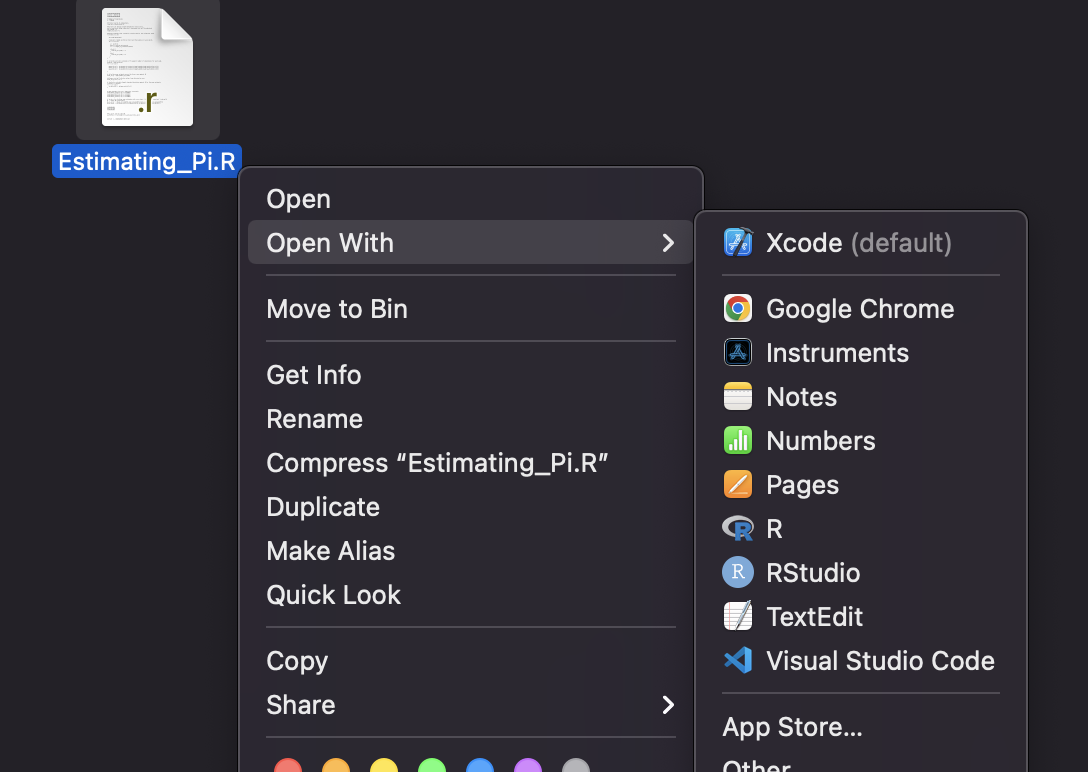 .r
Estimating_Pi.R
Open
Open With
Move to Bin
Get Info
Rename
Compress “Estimating_Pi.R”
Duplicate
Make Alias
Quick Look
Copy
Share
Xcode (default)
Google Chrome
Instruments
Notes
Numbers
Pages
R
R
R
RStudio
TextEdit
Visual Studio Code
App Store...
Other